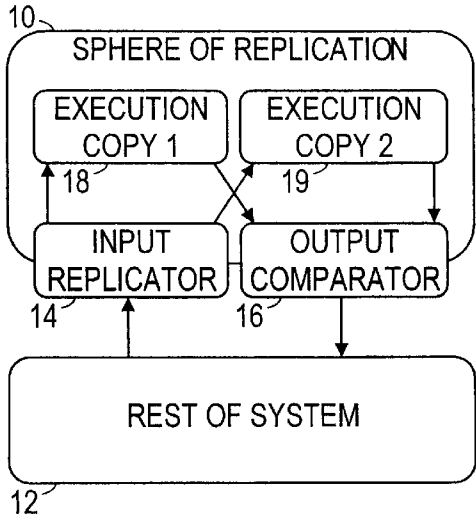 10
SPHERE OF REPLICATION
EXECUTION
COPY 1
EXECUTION
COPY 2
18
19
INPUT
REPLICATOR
OUTPUT
COMPARATOR
14
16
REST OF SYSTEM
12